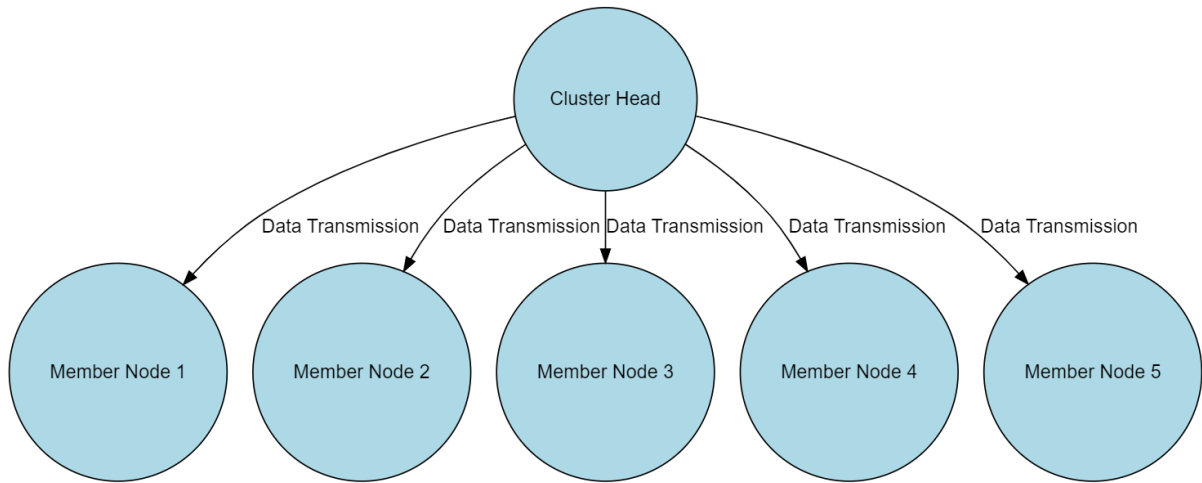 Cluster Head
Data Transmission
Data Transmission
Data Transmission
Data Transmission
Data Transmission
Member Node 1
Member Node 2
Member Node 3
Member Node 4
Member Node 5